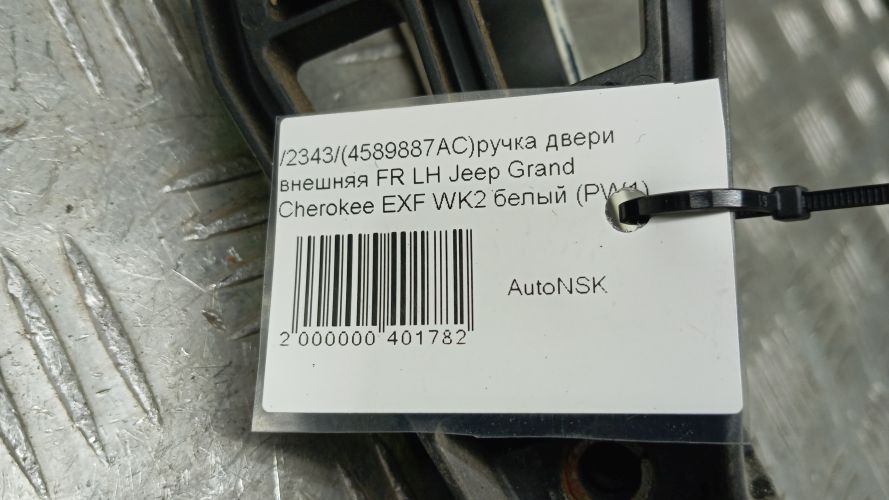 /2343/(4589887AC)ручка двери
внешняя FR LH Jeep Grand
Cherokee EXF WK2 белый (PW1)
AutoNSK
2 000000 401782